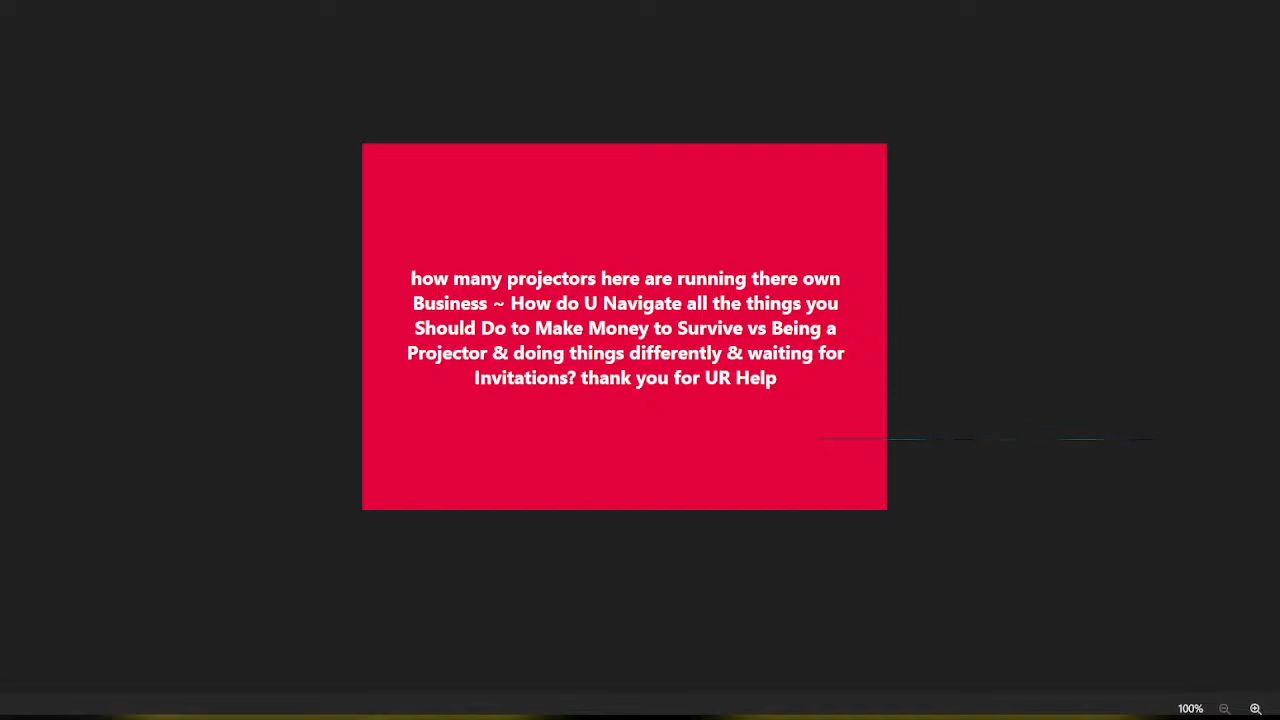 how many projectors here are running there own
Business ~ How do U Navigate all the things you
Should Do to Make Money to Survive vs Being a
Projector & doing things differently & waiting for
Invitations? thank you for UR Help
100%